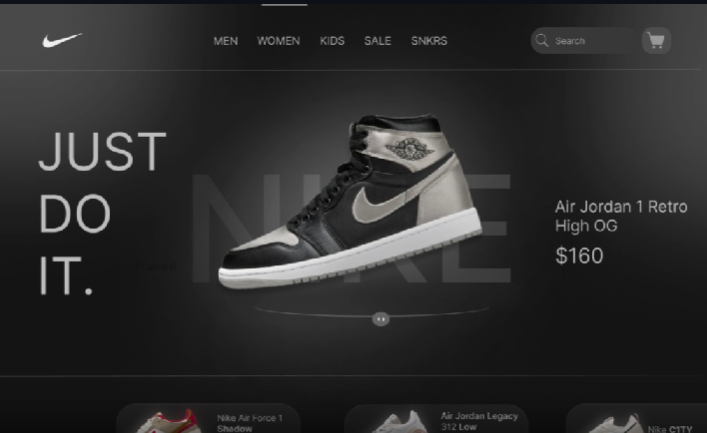 MEN WOMEN KIDS SALE SNKRS
Search
JUST
DO
IT.
NIKE
Air Jordan 1 Retro
High OG
$160
Nike Air Force 1
Shadow
Air Jordan Legacy
312 Low
Nike C1TY